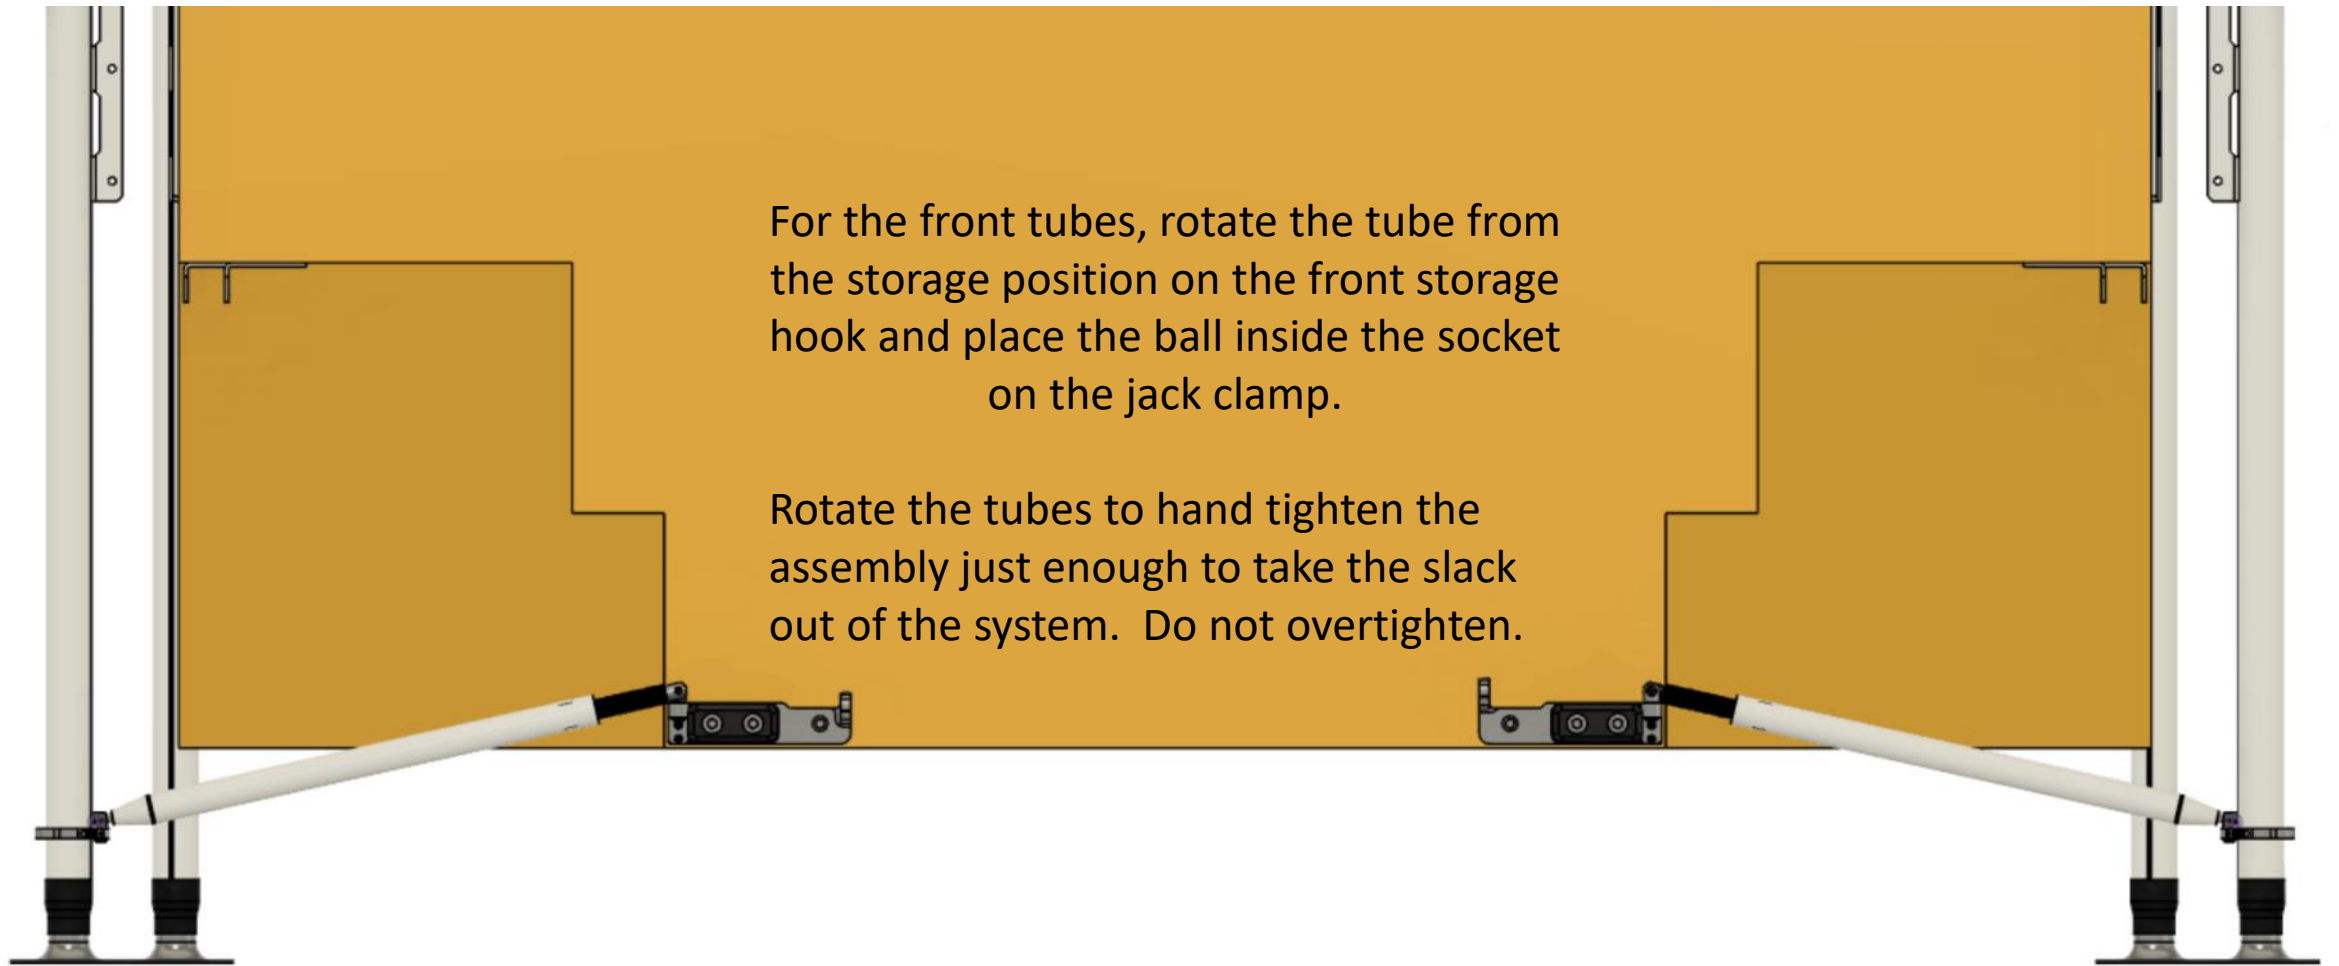 For the front tubes, rotate the tube from
the storage position on the front storage
hook and place the ball inside the socket
on the jack clamp.
Rotate the tubes to hand tighten the
assembly just enough to take the slack
out of the system.  Do not overtighten.